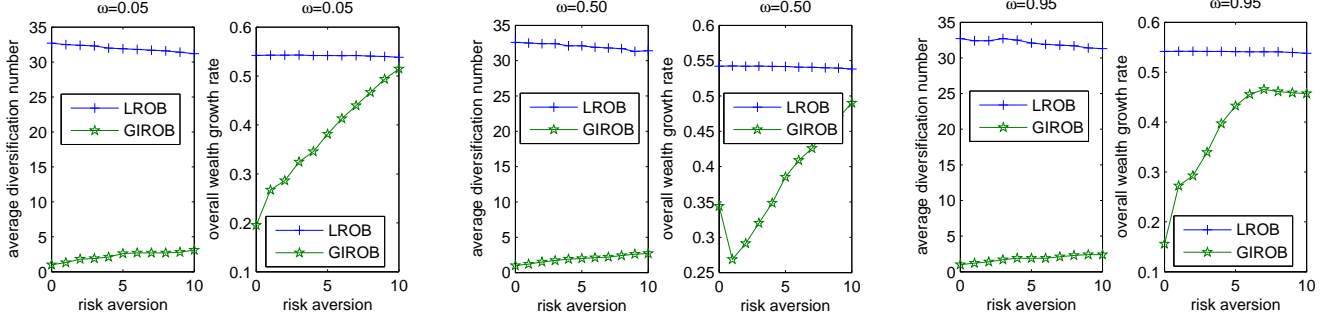 ω=0.05
average diversification number
35
30
25
20
15
10
5
0
LROB
GIROB
0 5 10
risk aversion
ω=0.05
overall wealth growth rate
0.6
0.5
0.4
0.3
0.2
0.1
LROB
GIROB
0 5 10
risk aversion
ω=0.50
average diversification number
35
30
25
20
15
10
5
0
LROB
GIROB
0 5 10
risk aversion
ω=0.50
overall wealth growth rate
0.6
0.55
0.5
0.45
0.4
0.35
0.3
0.25
LROB
GIROB
0 5 10
risk aversion
ω=0.95
average diversification number
35
30
25
20
15
10
5
0
LROB
GIROB
0 5 10
risk aversion
ω=0.95
overall wealth growth rate
0.6
0.5
0.4
0.3
0.2
0.1
LROB
GIROB
0 5 10
risk aversion